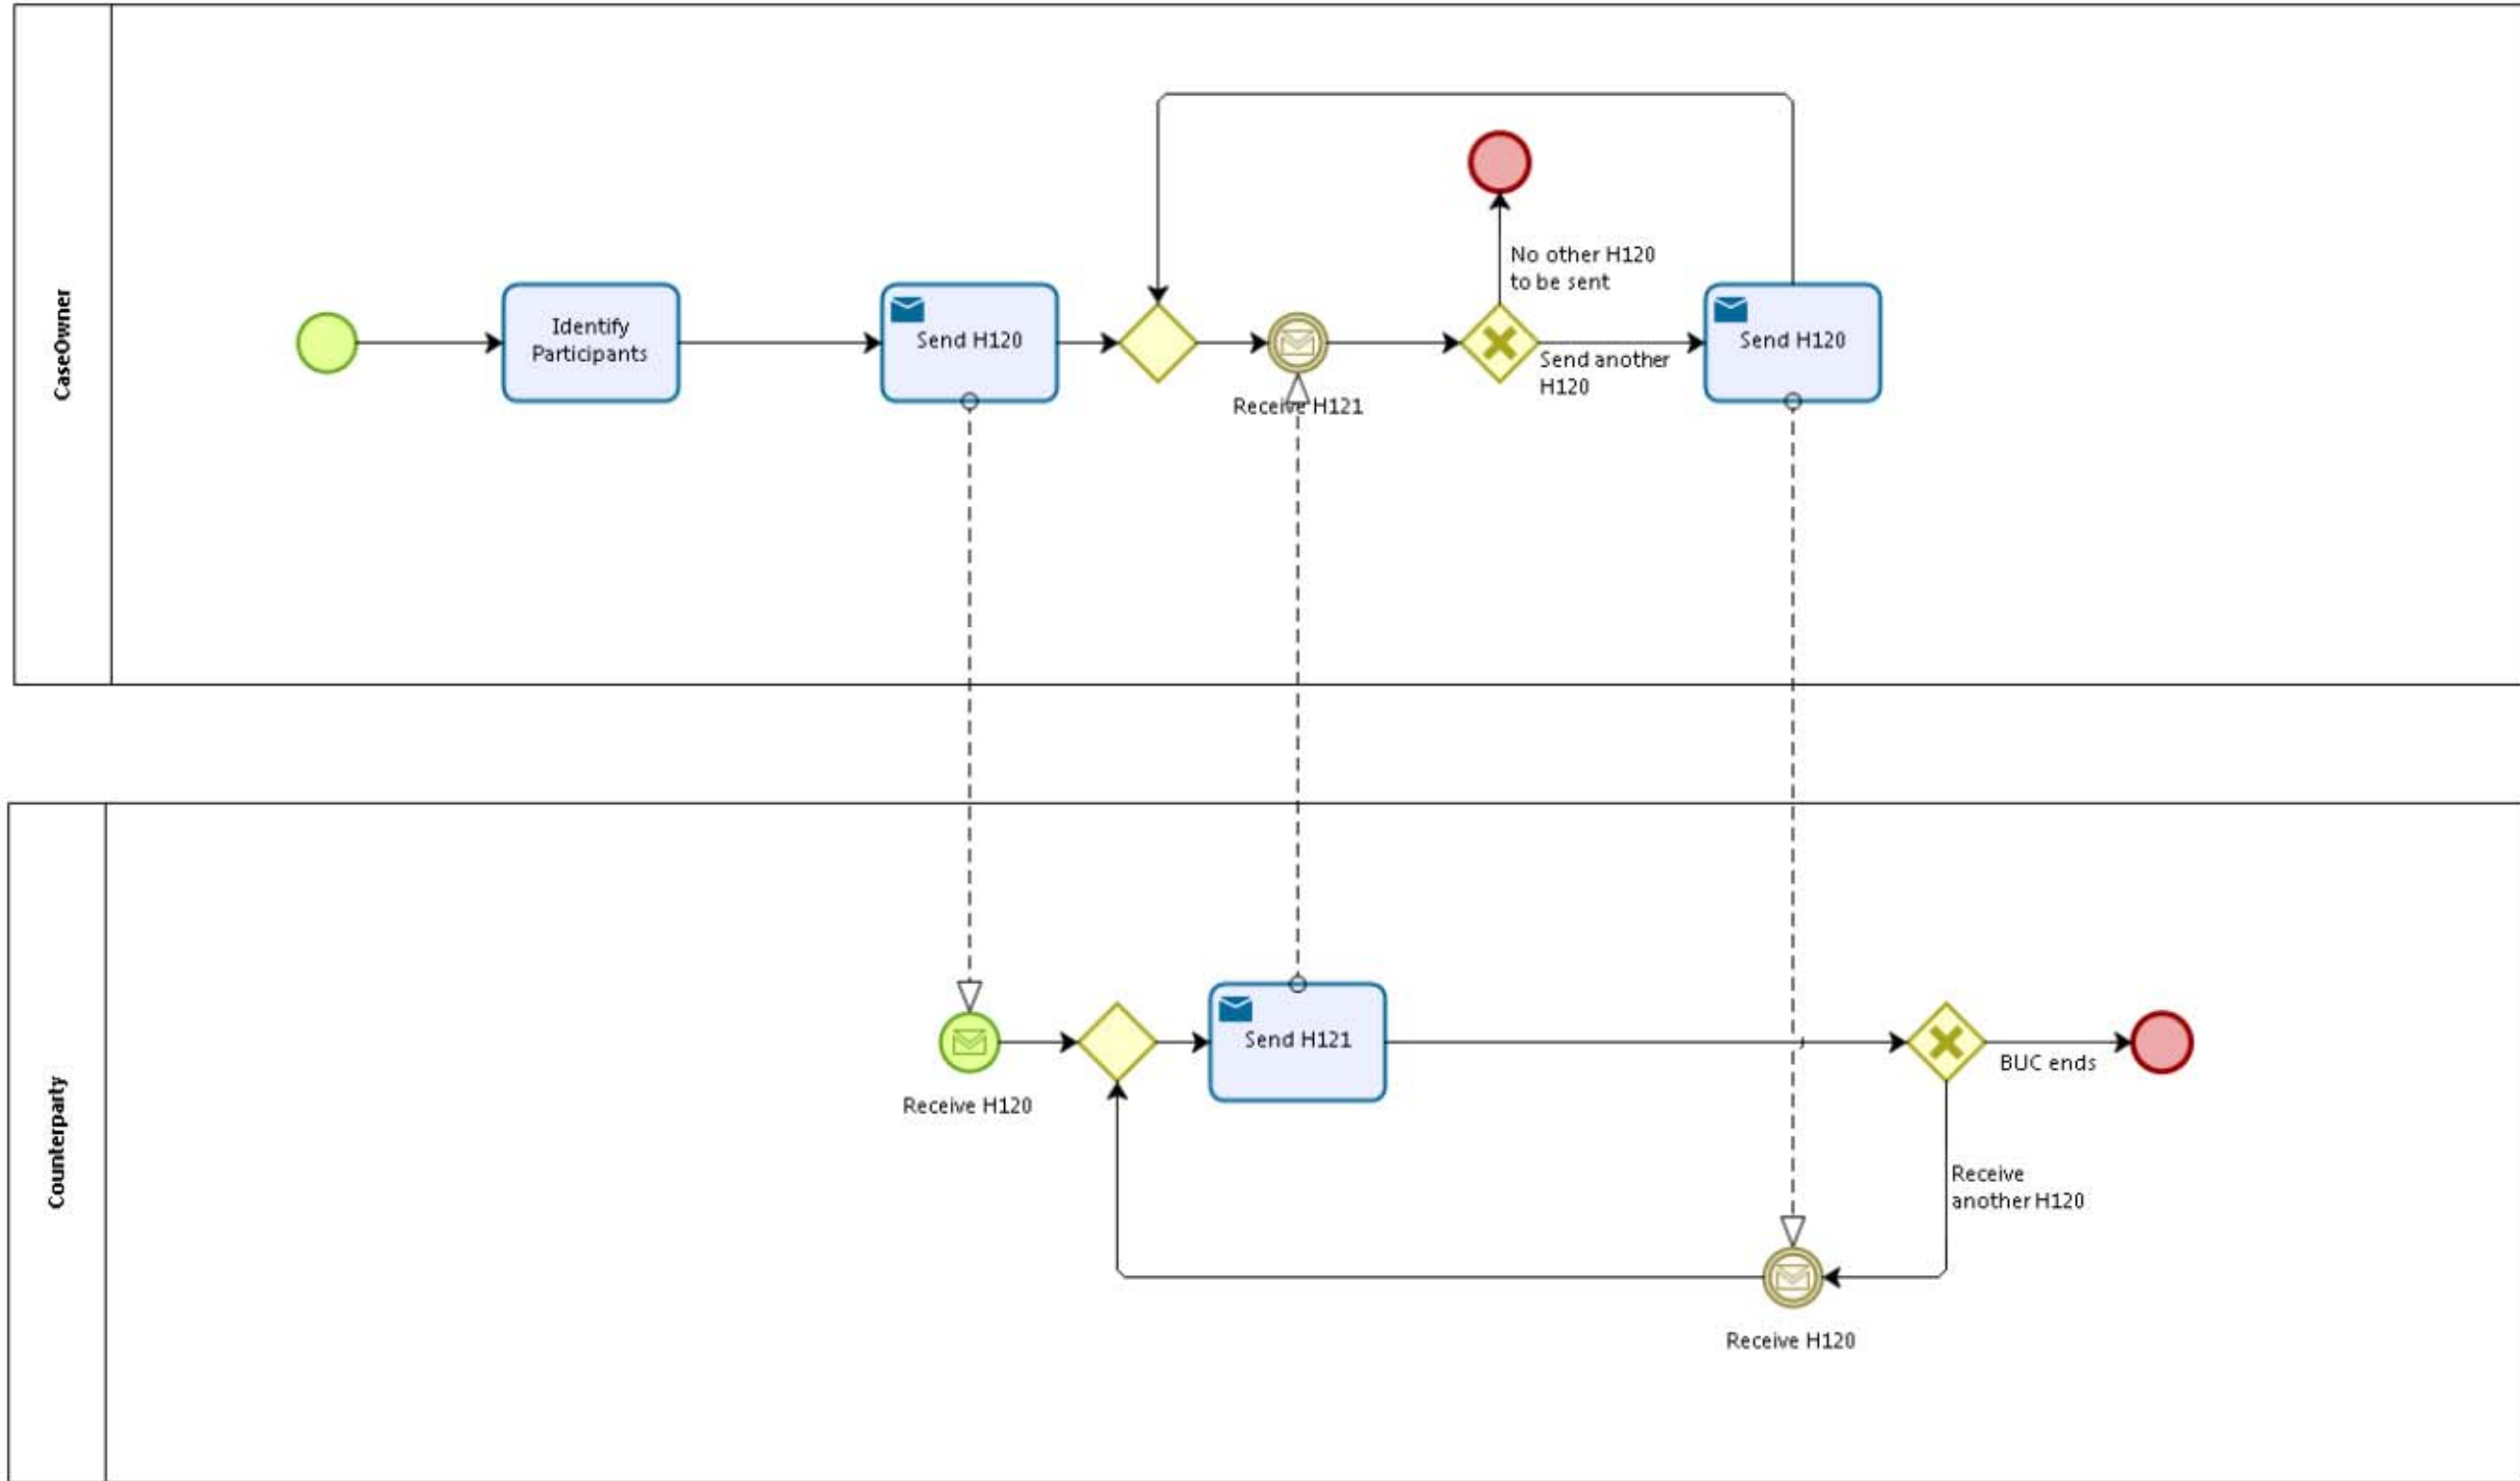 CaseOwner
No other H120
to be sent
Identify
Participants
Send H120
Receive H121
Send another
H120
Send H120
Counterparty
Receive H120
Send H121
BUC ends
Receive
another H120
Receive H120